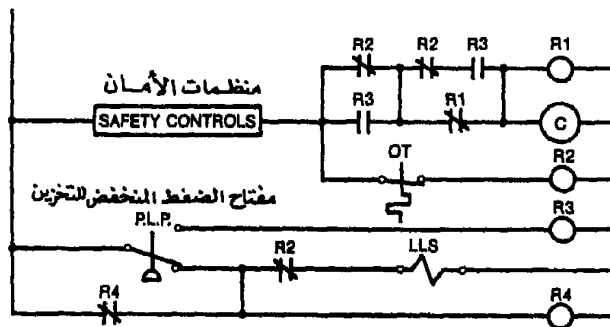 R2 R2 R3 R1
منظمات الأمان
SAFETY CONTROLS
R3 R1 C
OT R2
مفتاح الضغط المنخفض للتخزين
P.L.P. R3
R2 LLS
R4 R4